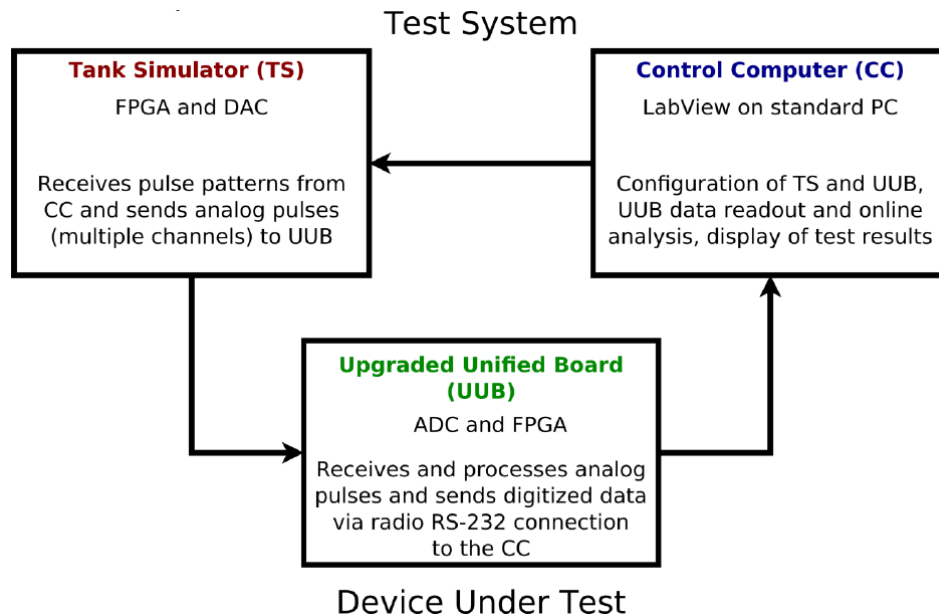 Test System
Tank Simulator (TS)
FPGA and DAC
Receives pulse patterns from
CC and sends analog pulses
(multiple channels) to UUB
Control Computer (CC)
LabView on standard PC
Configuration of TS and UUB,
UUB data readout and online
analysis, display of test results
Upgraded Unified Board
(UUB)
ADC and FPGA
Receives and processes analog
pulses and sends digitized data
via radio RS-232 connection
to the CC
Device Under Test